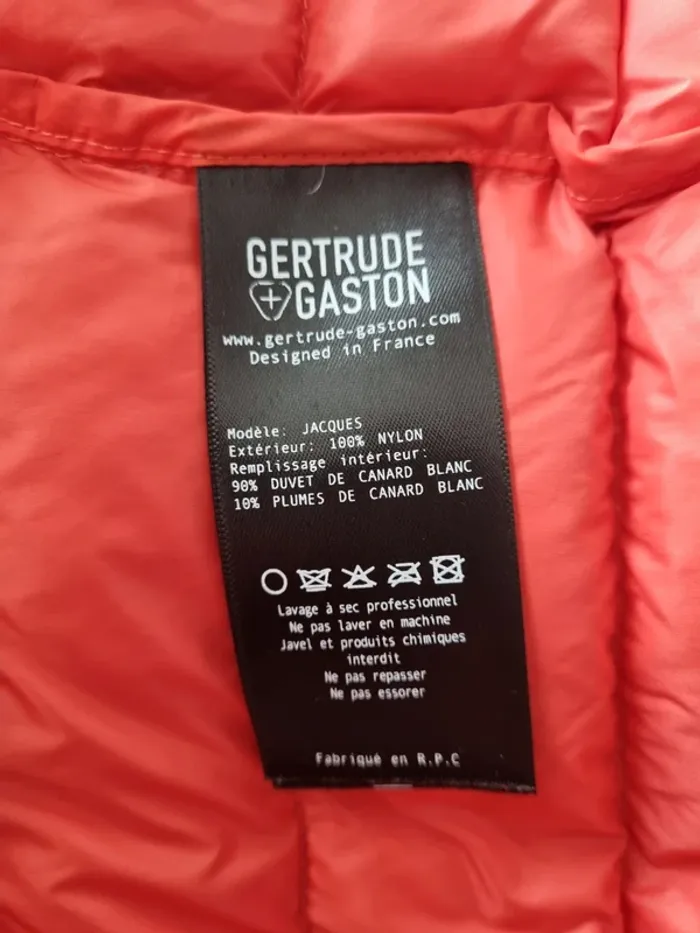 GERTRUDE
+GASTON
www.gertrude-gaston.com
Designed in France
Modèle: JACQUES
Extérieur: 100% NYLON
Remplissage intérieur:
90% DUVET DE CANARD BLANC
10% PLUMES DE CANARD BLANC
Lavage à sec professionnel
Ne pas laver en machine
Javel et produits chimiques
interdit
Ne pas repasser
Ne pas essorer
Fabriqué en R.P.C